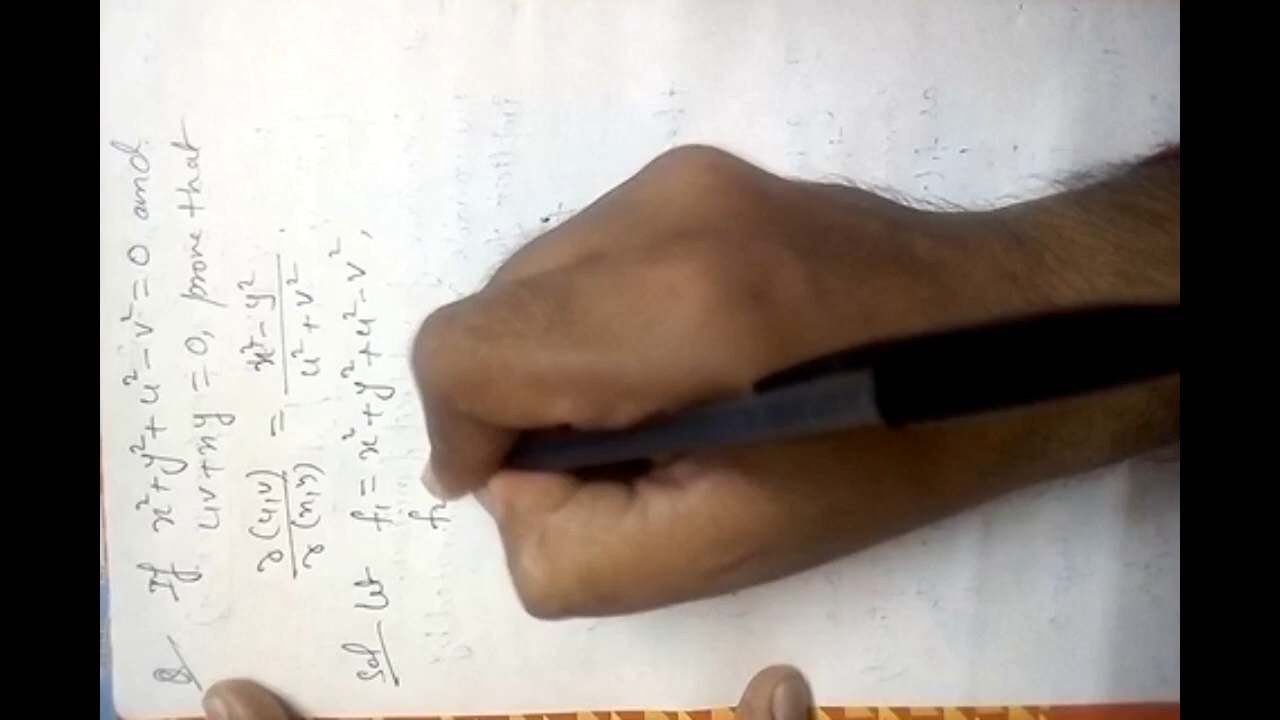 Q If x²+y²+u²-v²=0 and
uv+xy=0, prove that
∂(u,v)/∂(x,y) = x²-y²/u²+v².
Sol Let f₁ = x²+y²+u²-v²,
f₂